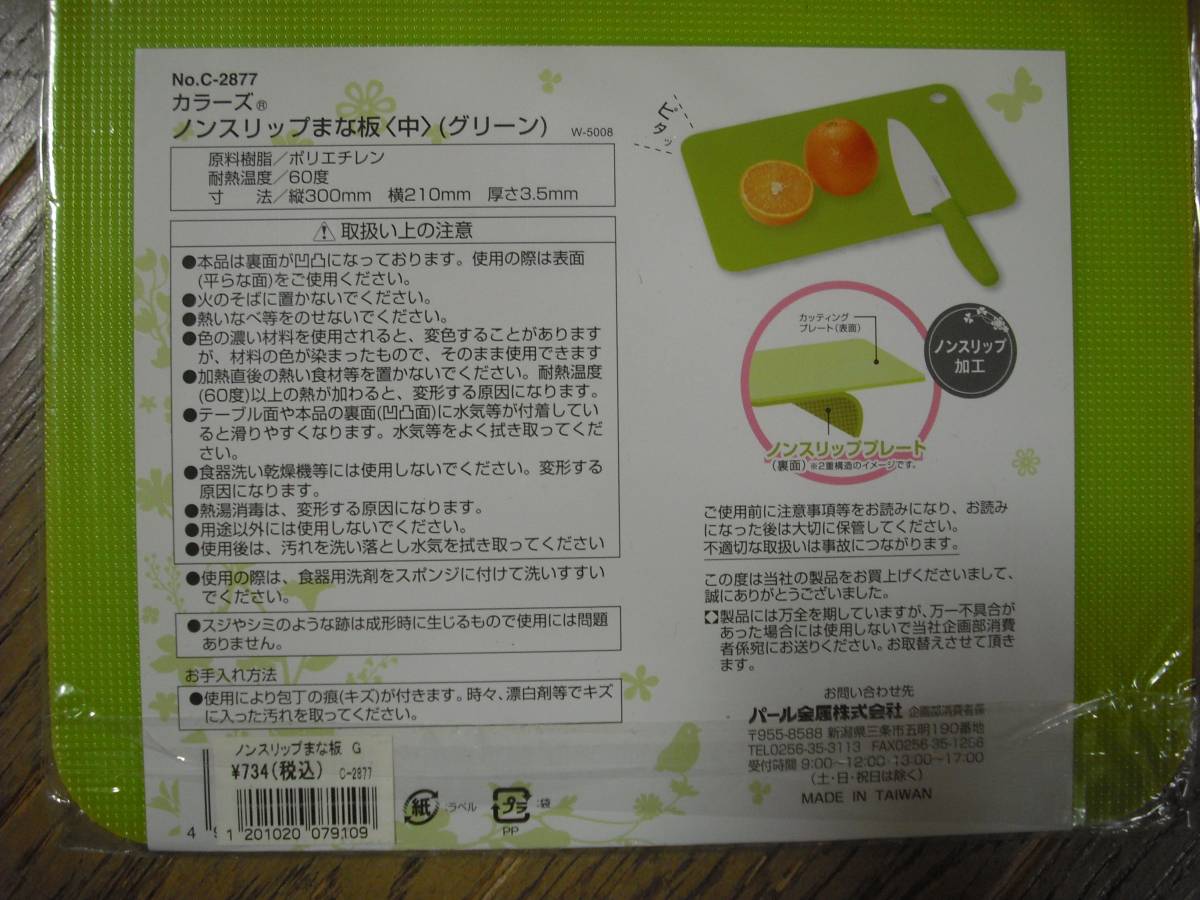 No.C-2877
カラーズ®
ノンスリップまな板〈中〉(グリーン) W-5008
原料樹脂／ポリエチレン
耐熱温度／60度
寸　法／縦300mm　横210mm　厚さ3.5mm
⚠ 取扱い上の注意
●本品は裏面が凹凸になっております。使用の際は表面
(平らな面)をご使用ください。
●火のそばに置かないでください。
●熱いなべ等をのせないでください。
●色の濃い材料を使用されると、変色することがあります
が、材料の色が染まったもので、そのまま使用できます
●加熱直後の熱い食材等を置かないでください。耐熱温度
(60度)以上の熱が加わると、変形する原因になります。
●テーブル面や本品の裏面(凹凸面)に水気等が付着してい
ると滑りやすくなります。水気等をよく拭き取ってくだ
さい。
●食器洗い乾燥機等には使用しないでください。変形する
原因になります。
●熱湯消毒は、変形する原因になります。
●用途以外には使用しないでください。
●使用後は、汚れを洗い落とし水気を拭き取ってください
●使用の際は、食器用洗剤をスポンジに付けて洗いすすい
でください。
●スジやシミのような跡は成形時に生じるもので使用には問題
ありません。
お手入れ方法
●使用により包丁の痕(キズ)が付きます。時々、漂白剤等でキズ
に入った汚れを取ってください。
ノンスリップまな板 G
¥734(税込) C-2877
4 9
1 201020 079109
紙 :ラベル
プラ :袋
PP
ピタッ
カッティング
プレート(表面)
ノンスリップ
加工
ノンスリッププレート
(裏面) ※2重構造のイメージです。
ご使用前に注意事項等をお読みになり、お読み
になった後は大切に保管してください。
不適切な取扱いは事故につながります。
この度は当社の製品をお買上げくださいまして、
誠にありがとうございました。
製品には万全を期していますが、万一不具合が
あった場合には使用しないで当社企画部消費
者係宛にお送りください。お取替えさせて頂き
ます。
お問い合わせ先
パール金属株式会社 企画部消費者係
〒955-8588 新潟県三条市五明190番地
TEL0256-35-3113 FAX0256-35-1256
受付時間 9:00〜12:00・13:00〜17:00
(土・日・祝日は除く)
MADE IN TAIWAN